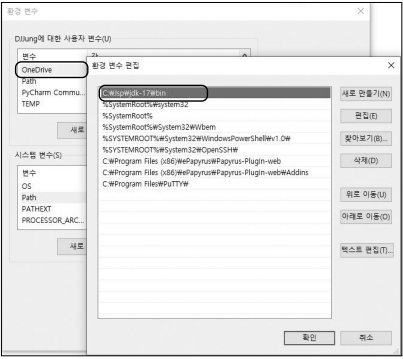 환경 변수
DJJung에 대한 사용자 변수(U)
변수
값
OneDrive
Path
PyCharm Commu...
TEMP
새로
시스템 변수(S)
변수
OS
Path
PATHEXT
PROCESSOR_ARC...
새로
환경 변수 편집
C:₩Jsp₩jdk-17₩bin
%SystemRoot%₩system32
%SystemRoot%
%SystemRoot%₩System32₩Wbem
%SYSTEMROOT%₩System32₩WindowsPowerShell₩v1.0₩
%SYSTEMROOT%₩System32₩OpenSSH₩
C:₩Program Files (x86)₩ePapyrus₩Papyrus-PlugIn-web
C:₩Program Files (x86)₩ePapyrus₩Papyrus-PlugIn-web₩Addins
C:₩Program Files₩PuTTY₩
새로 만들기(N)
편집(E)
찾아보기(B)...
삭제(D)
위로 이동(U)
아래로 이동(O)
텍스트 편집(T)...
확인
취소